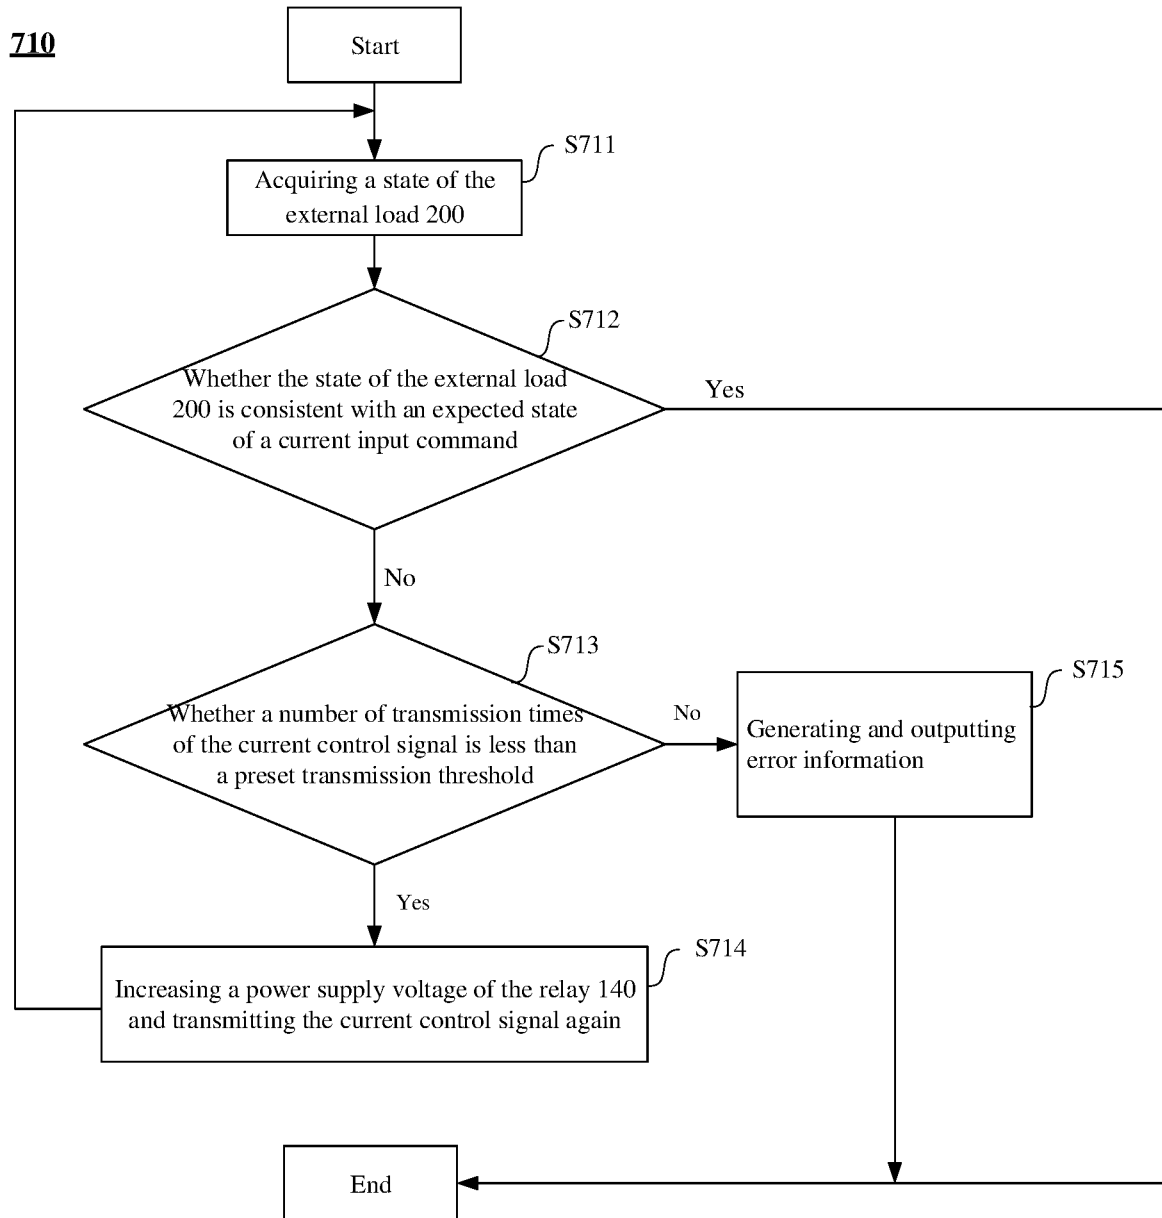 710
Start
S711
Acquiring a state of the
external load 200
S712
Whether the state of the external load
200 is consistent with an expected state
of a current input command
Yes
No
S713
Whether a number of transmission times
of the current control signal is less than
a preset transmission threshold
No
S715
Generating and outputting
error information
Yes
S714
Increasing a power supply voltage of the relay 140
and transmitting the current control signal again
End